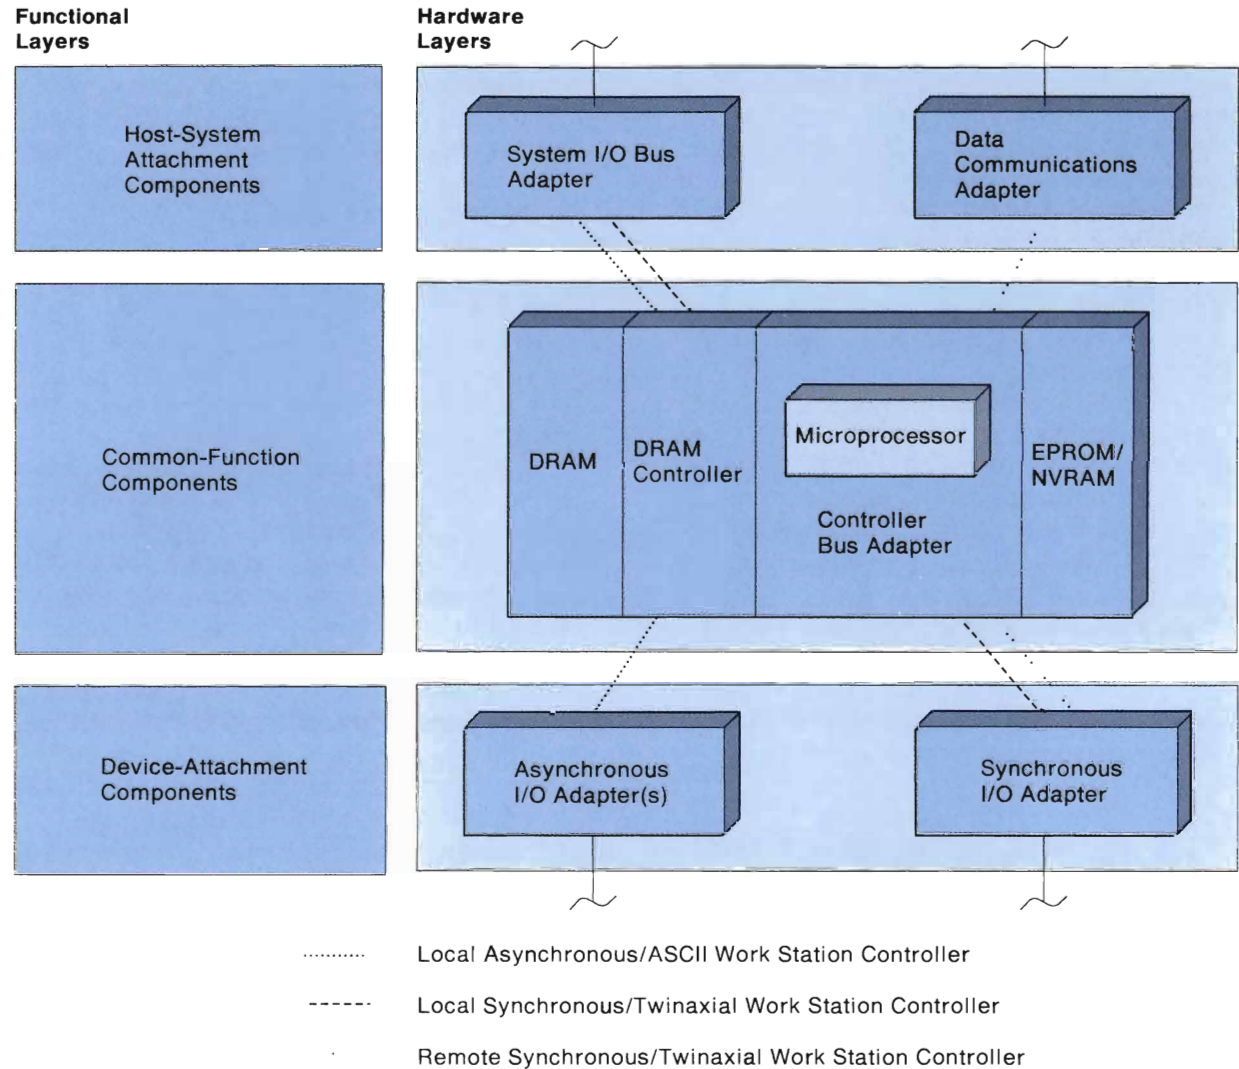 Functional
Layers
Hardware
Layers
Host-System
Attachment
Components
System I/O Bus
Adapter
Data
Communications
Adapter
Common-Function
Components
DRAM
DRAM
Controller
Microprocessor
Controller
Bus Adapter
EPROM/
NVRAM
Device-Attachment
Components
Asynchronous
I/O Adapter(s)
Synchronous
I/O Adapter
Local Asynchronous/ASCII Work Station Controller
Local Synchronous/Twinaxial Work Station Controller
Remote Synchronous/Twinaxial Work Station Controller